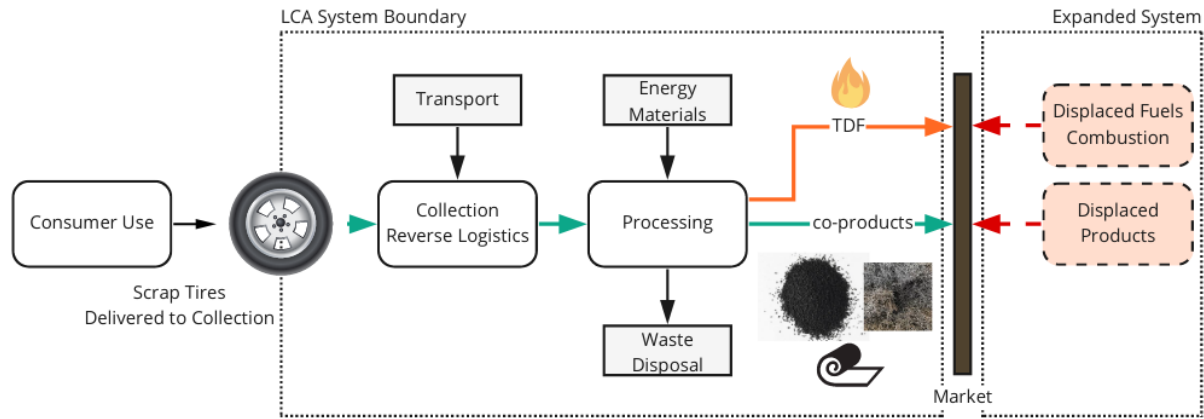 LCA System Boundary
Expanded System
Transport
Energy
Materials
TDF
Displaced Fuels
Combustion
Consumer Use
Collection
Reverse Logistics
Processing
co-products
Displaced
Products
Scrap Tires
Delivered to Collection
Waste
Disposal
Market